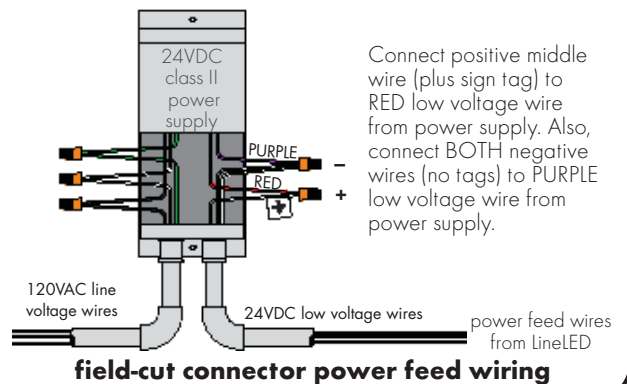 24VDC
class II
power
supply
PURPLE
–
RED
+
+
Connect positive middle
wire (plus sign tag) to
RED low voltage wire
from power supply. Also,
connect BOTH negative
wires (no tags) to PURPLE
low voltage wire from
power supply.
120VAC line
voltage wires
24VDC low voltage wires
power feed wires
from LineLED
field-cut connector power feed wiring